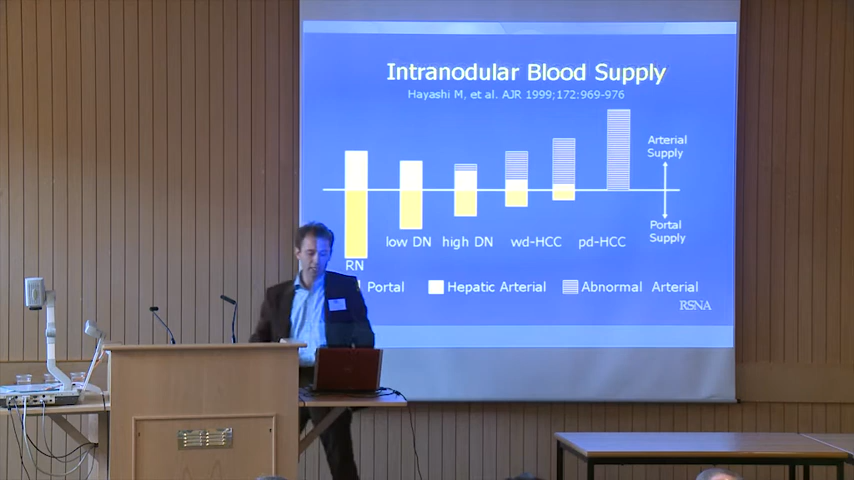 Intranodular Blood Supply
Hayashi M, et al. AJR 1999;172:969-976
Arterial
Supply
Portal
Supply
low DN high DN wd-HCC pd-HCC
RN
Portal Hepatic Arterial Abnormal Arterial
RSNA